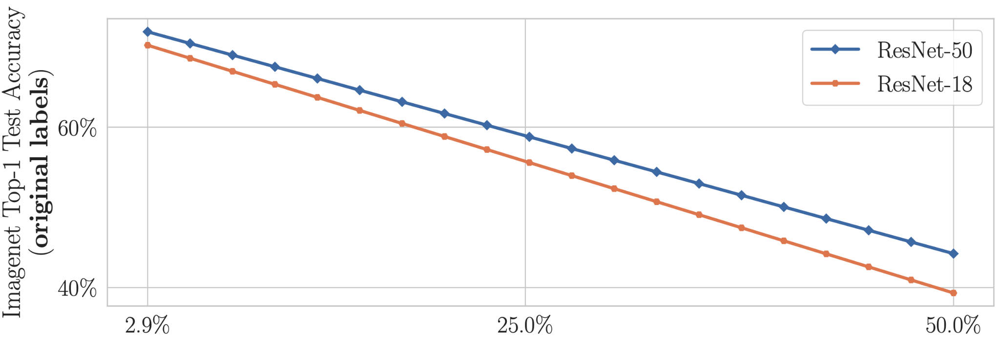 Imagenet Top-1 Test Accuracy
(original labels)
60%
40%
ResNet-50
ResNet-18
2.9%
25.0%
50.0%